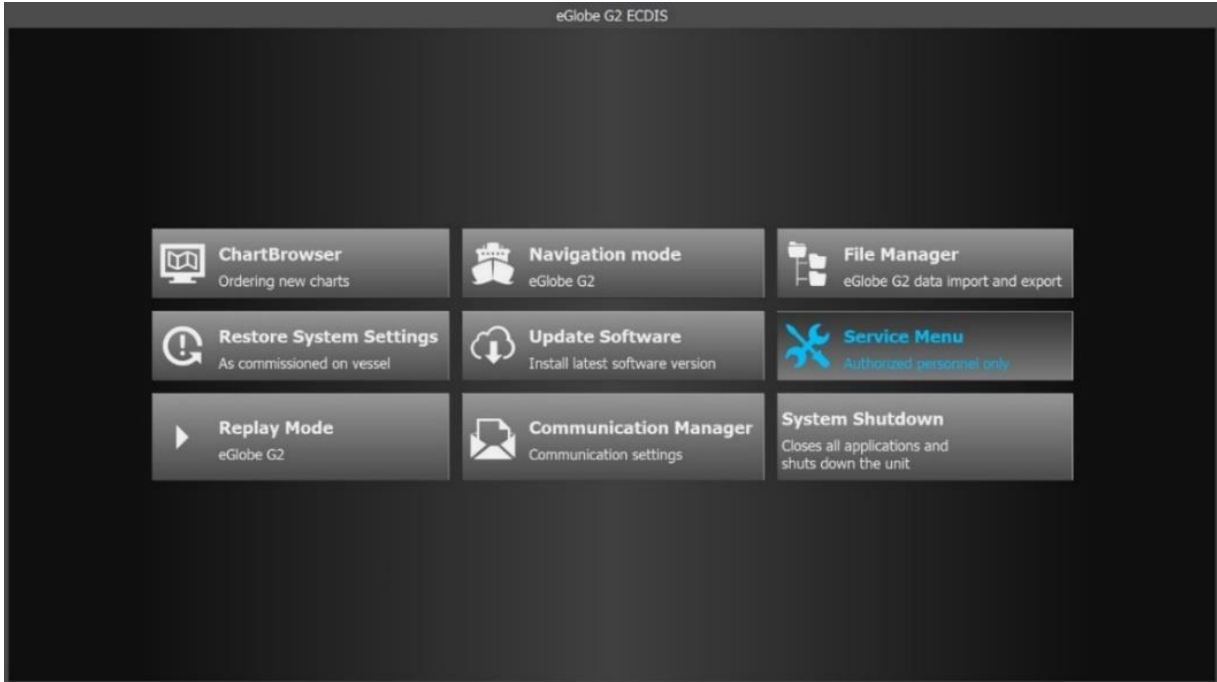 eGlobe G2 ECDIS
ChartBrowser
Ordering new charts
Navigation mode
eGlobe G2
File Manager
eGlobe G2 data import and export
Restore System Settings
As commissioned on vessel
Update Software
Install latest software version
Service Menu
Authorized personnel only
Replay Mode
eGlobe G2
Communication Manager
Communication settings
System Shutdown
Closes all applications and
shuts down the unit